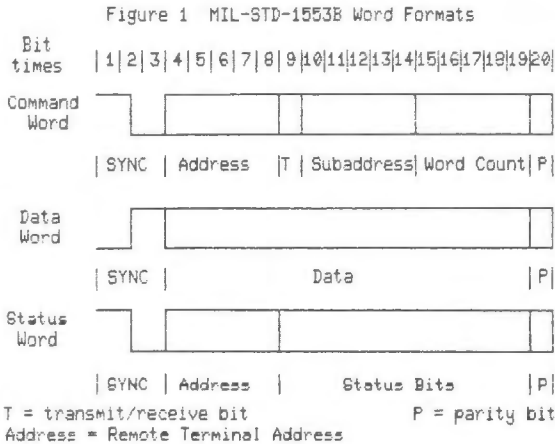 Figure 1 MIL-STD-1553B Word Formats
Bit times |1|2|3|4|5|6|7|8|9|10|11|12|13|14|15|16|17|18|19|20|
Command Word
| SYNC | Address |T| Subaddress| Word Count| P|
Data Word
| SYNC | Data |P|
Status Word
| SYNC | Address | Status Bits |P|
T = transmit/receive bit P = parity bit
Address = Remote Terminal Address